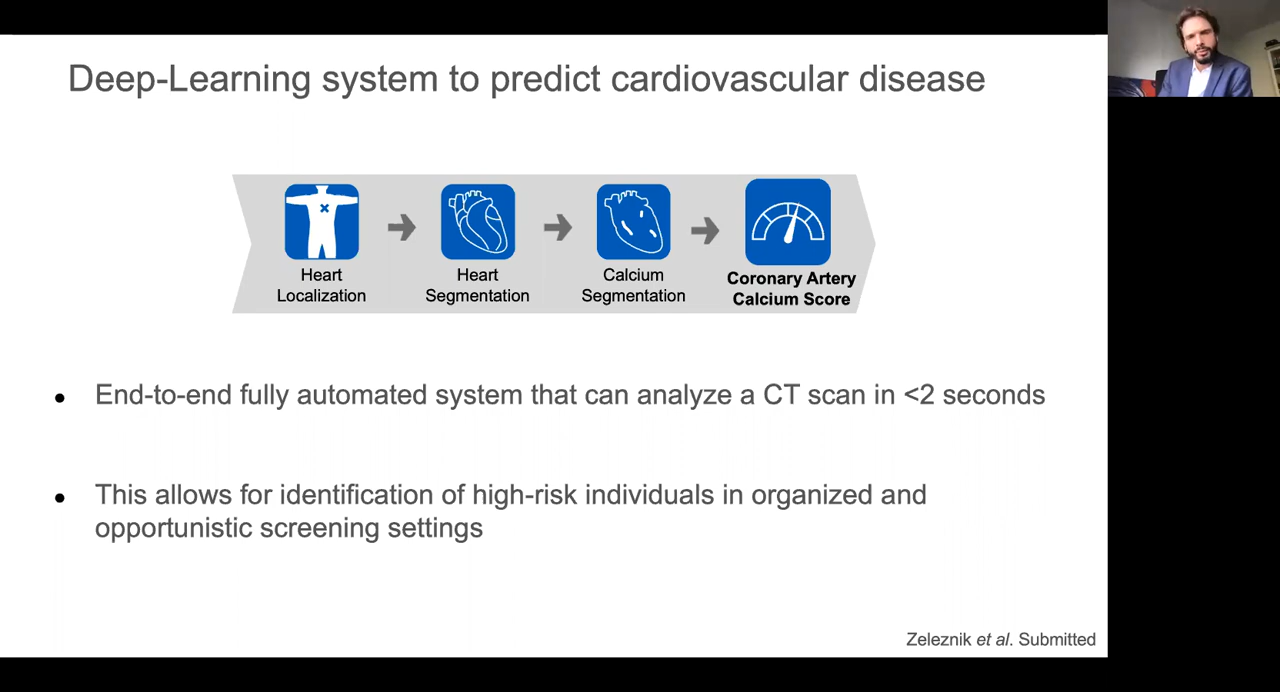 Deep-Learning system to predict cardiovascular disease
Heart
Localization
Heart
Segmentation
Calcium
Segmentation
Coronary Artery
Calcium Score
• End-to-end fully automated system that can analyze a CT scan in <2 seconds
• This allows for identification of high-risk individuals in organized and
opportunistic screening settings
Zeleznik et al. Submitted